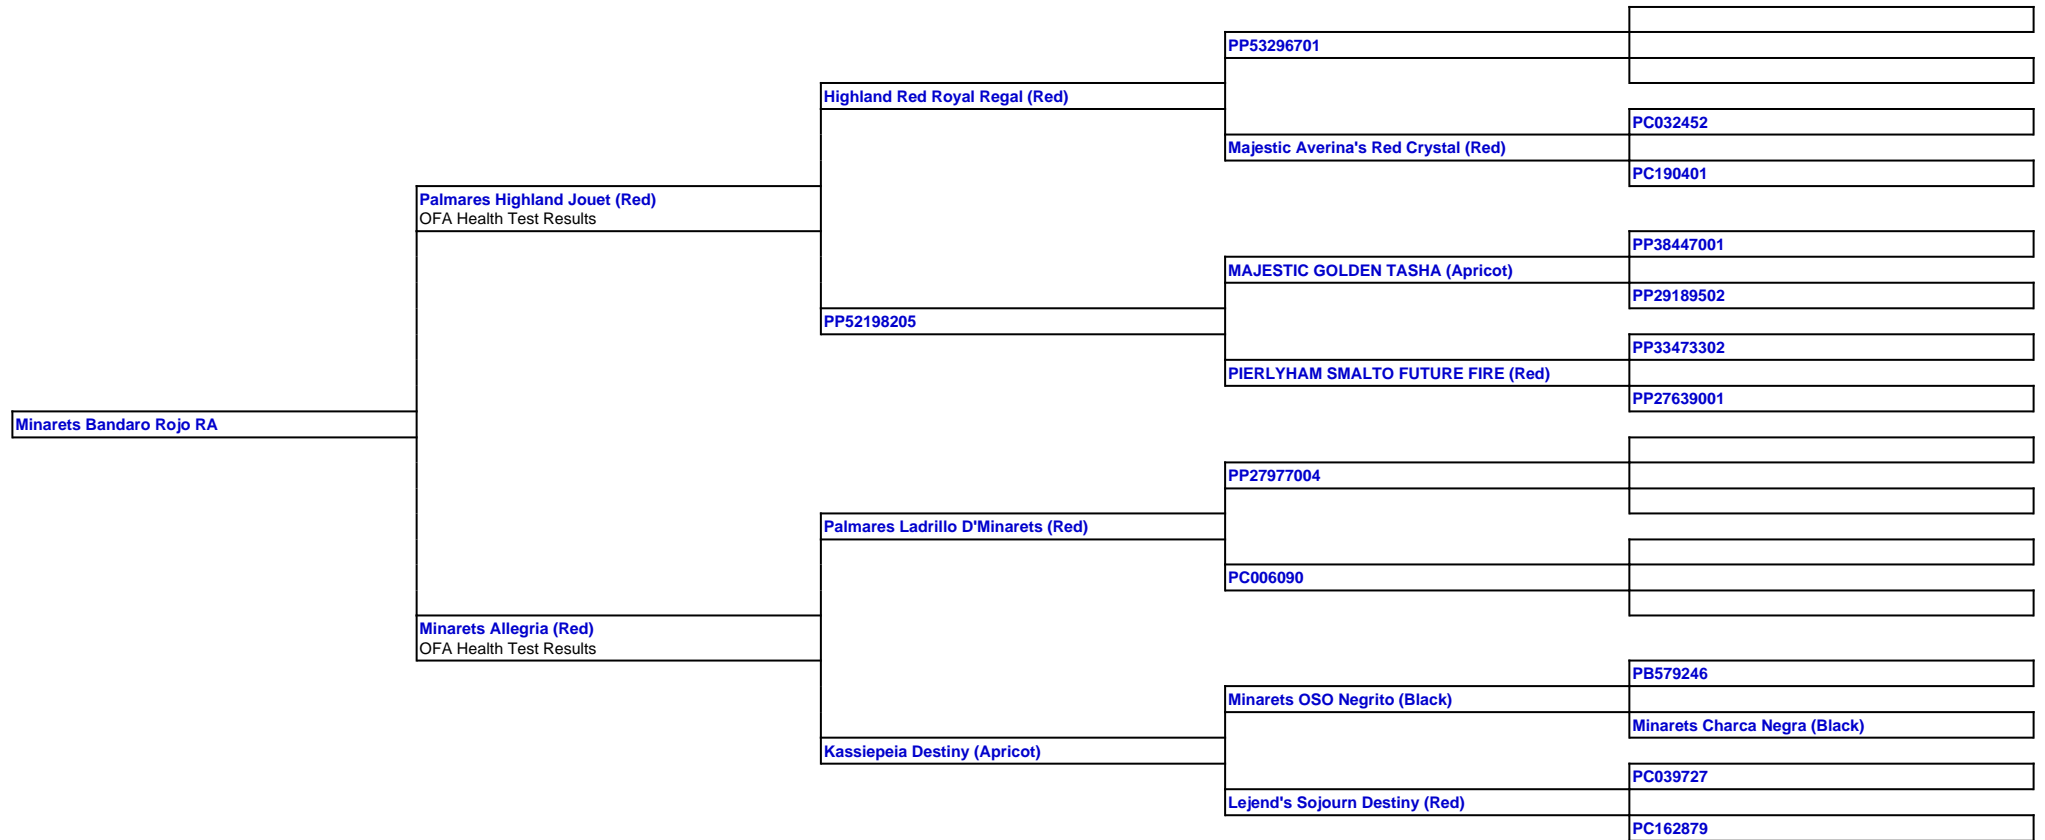 PP53296701
Highland Red Royal Regal (Red)
PC032452
Majestic Averina's Red Crystal (Red)
PC190401
Palmares Highland Jouet (Red)
OFA Health Test Results
PP38447001
MAJESTIC GOLDEN TASHA (Apricot)
PP29189502
PP52198205
PP33473302
PIERLYHAM SMALTO FUTURE FIRE (Red)
PP27639001
Minarets Bandaro Rojo RA
PP27977004
Palmares Ladrillo D'Minarets (Red)
PC006090
Minarets Allegria (Red)
OFA Health Test Results
PB579246
Minarets OSO Negrito (Black)
Minarets Charca Negra (Black)
Kassiepeia Destiny (Apricot)
PC039727
Lejend's Sojourn Destiny (Red)
PC162879